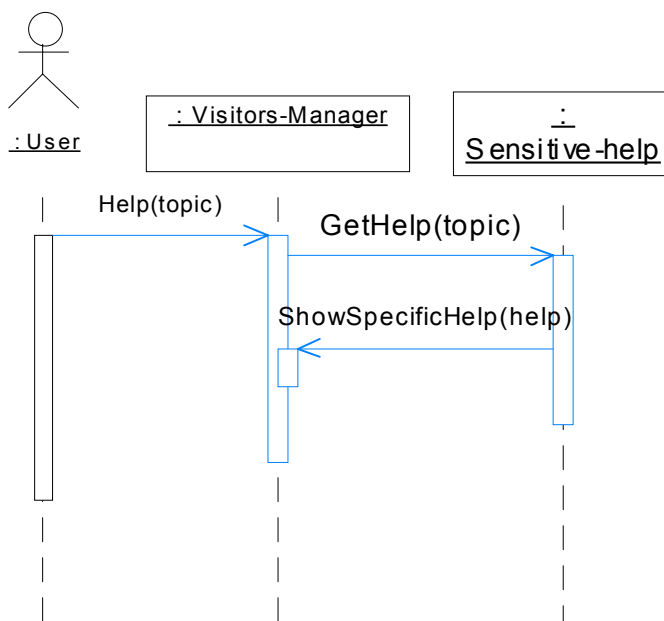 : User
: Visitors-Manager
:
Sensitive-help
Help(topic)
GetHelp(topic)
ShowSpecificHelp(help)